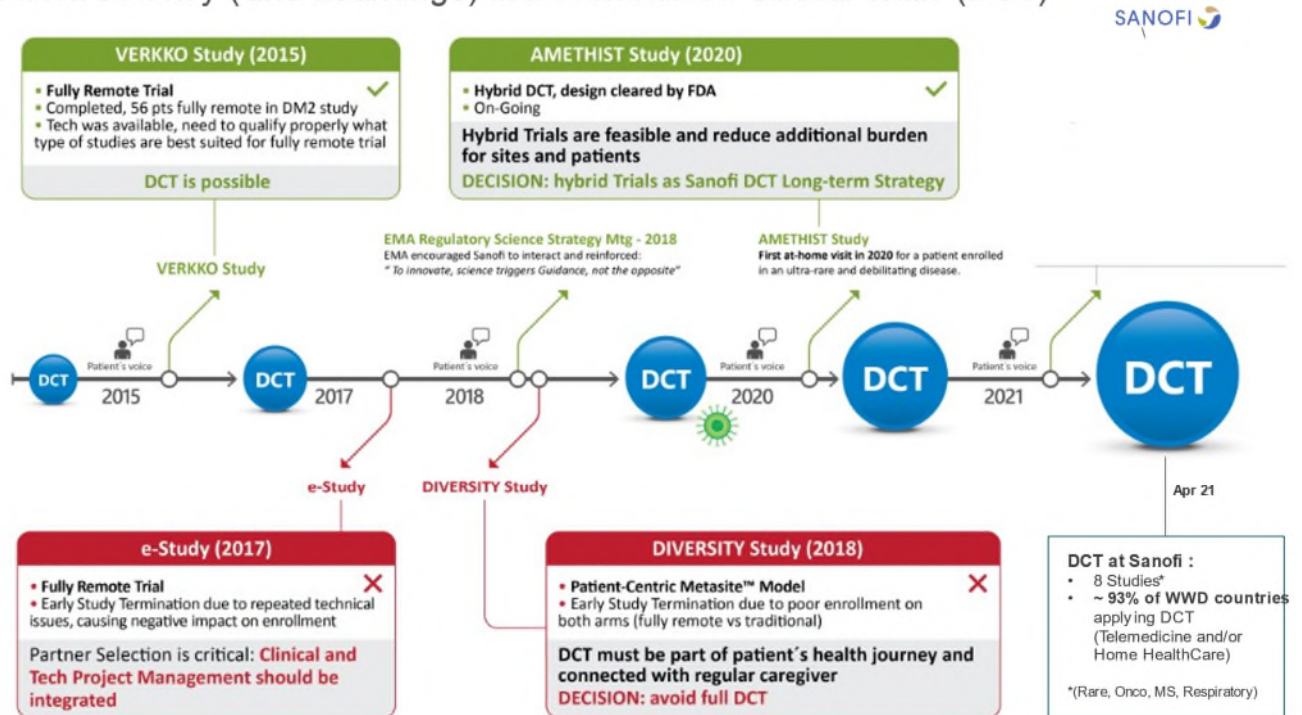 SANOFI
VERKKO Study (2015)
• Fully Remote Trial
• Completed, 56 pts fully remote in DM2 study
• Tech was available, need to qualify properly what
type of studies are best suited for fully remote trial
DCT is possible
AMETHIST Study (2020)
• Hybrid DCT, design cleared by FDA
• On-Going
Hybrid Trials are feasible and reduce additional burden
for sites and patients
DECISION: hybrid Trials as Sanofi DCT Long-term Strategy
VERKKO Study
EMA Regulatory Science Strategy Mtg - 2018
EMA encouraged Sanofi to interact and reinforced:
" To innovate, science triggers Guidance, not the opposite"
AMETHIST Study
First at-home visit in 2020 for a patient enrolled
in an ultra-rare and debilitating disease.
DCT
Patient´s voice
2015
DCT
2017
Patient´s voice
2018
DCT
Patient´s voice
2020
DCT
Patient´s voice
2021
DCT
e-Study
DIVERSITY Study
Apr 21
e-Study (2017)
• Fully Remote Trial
• Early Study Termination due to repeated technical
issues, causing negative impact on enrollment
Partner Selection is critical: Clinical and
Tech Project Management should be
integrated
DIVERSITY Study (2018)
• Patient-Centric Metasite™ Model
• Early Study Termination due to poor enrollment on
both arms (fully remote vs traditional)
DCT must be part of patient´s health journey and
connected with regular caregiver
DECISION: avoid full DCT
DCT at Sanofi :
• 8 Studies*
• ~ 93% of WWD countries
applying DCT
(Telemedicine and/or
Home HealthCare)
*(Rare, Onco, MS, Respiratory)